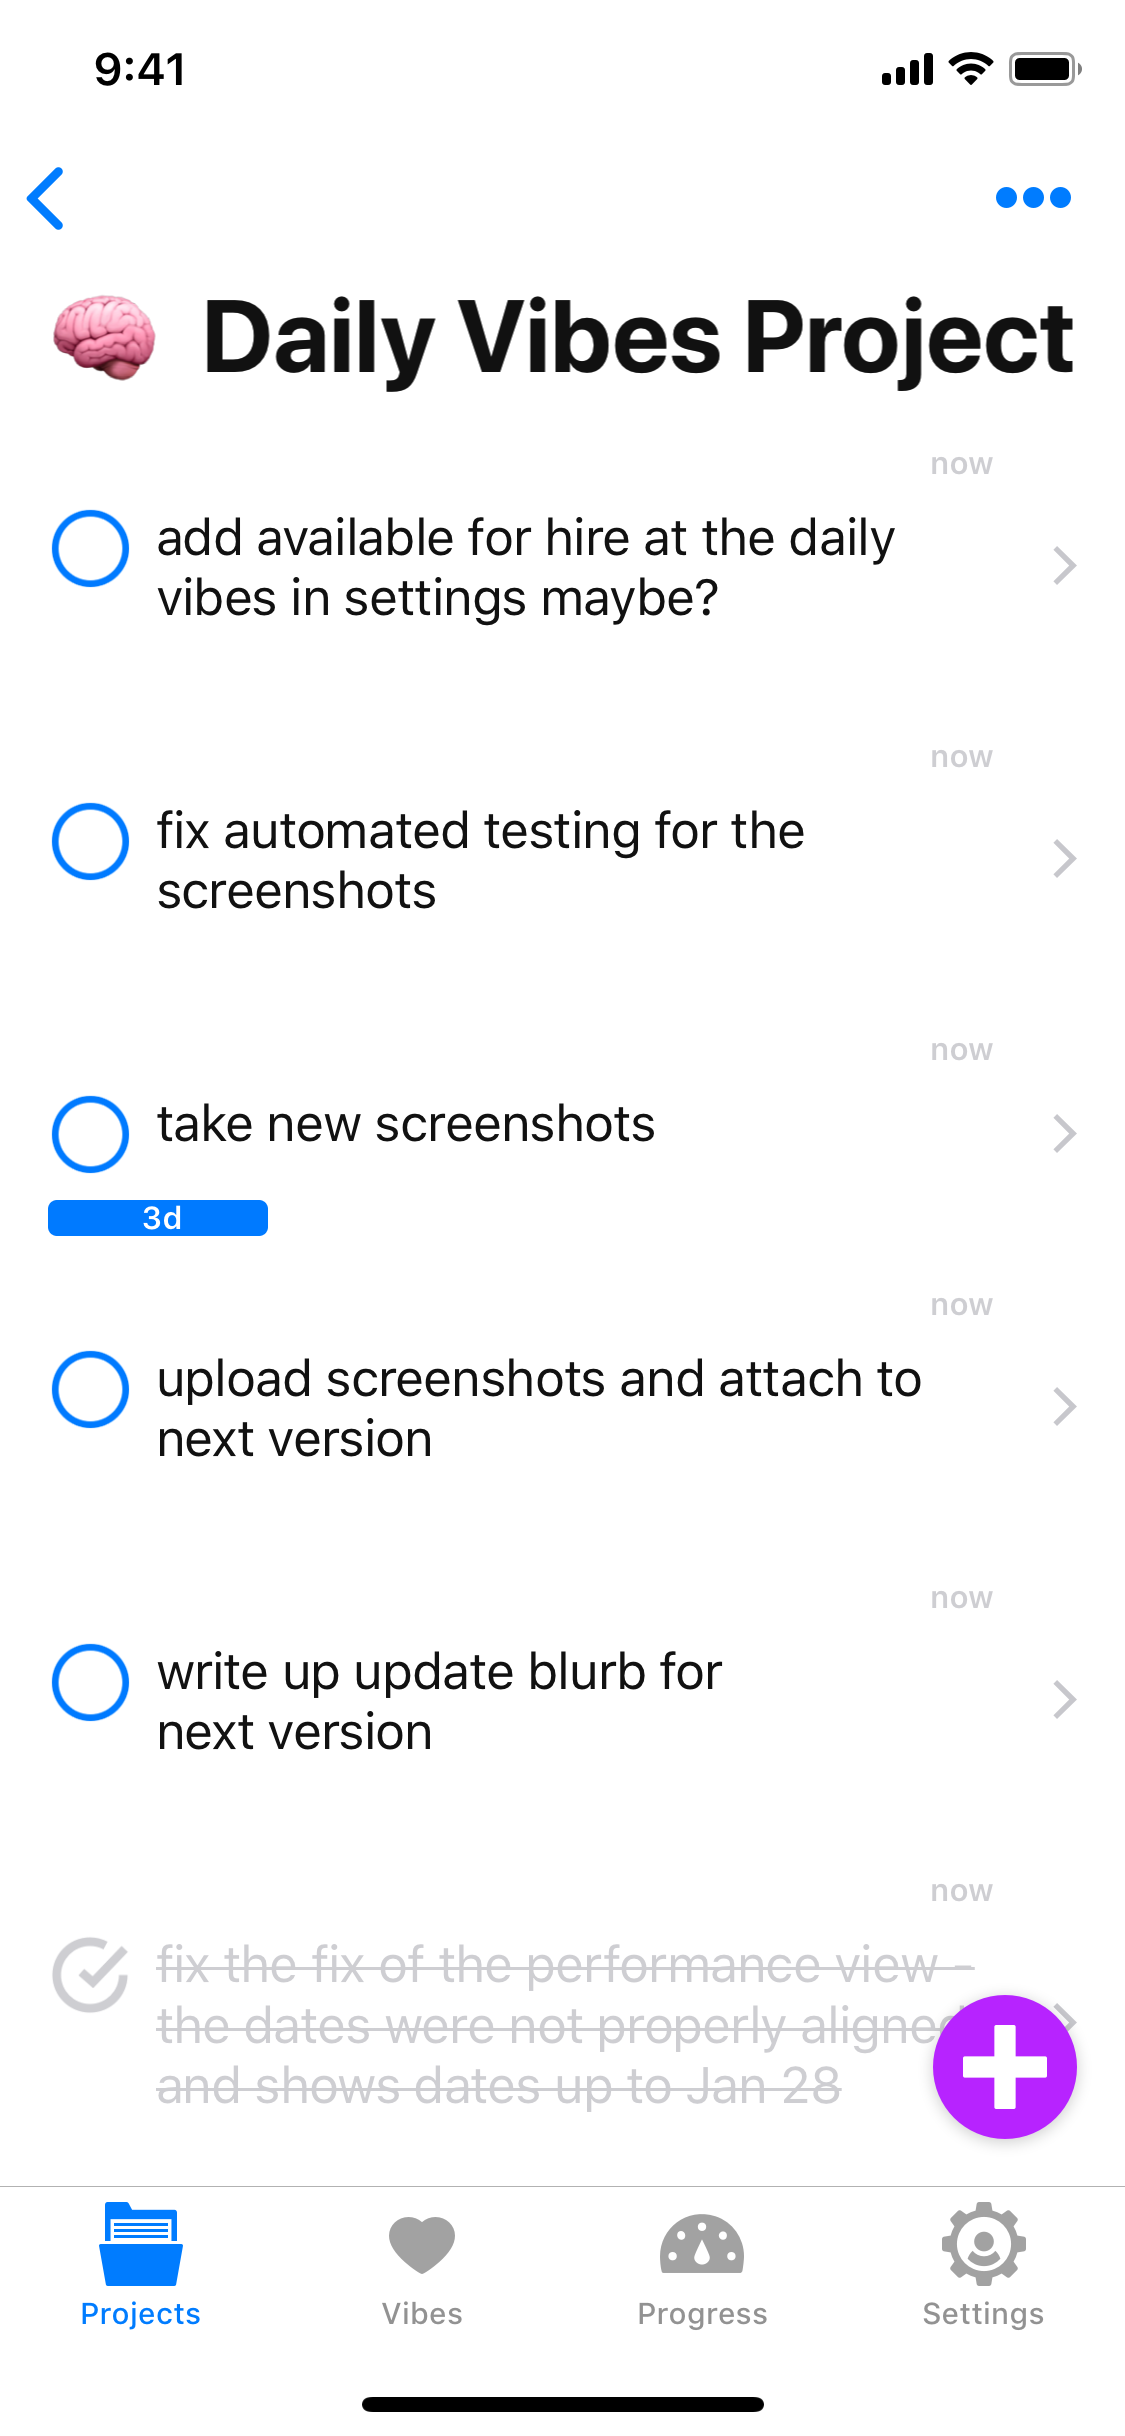 9:41
Daily Vibes Project
now
add available for hire at the daily
vibes in settings maybe?
now
fix automated testing for the
screenshots
now
take new screenshots
3d
now
upload screenshots and attach to
next version
now
write up update blurb for
next version
now
fix the fix of the performance view -
the dates were not properly aligned
and shows dates up to Jan 28
Projects
Vibes
Progress
Settings